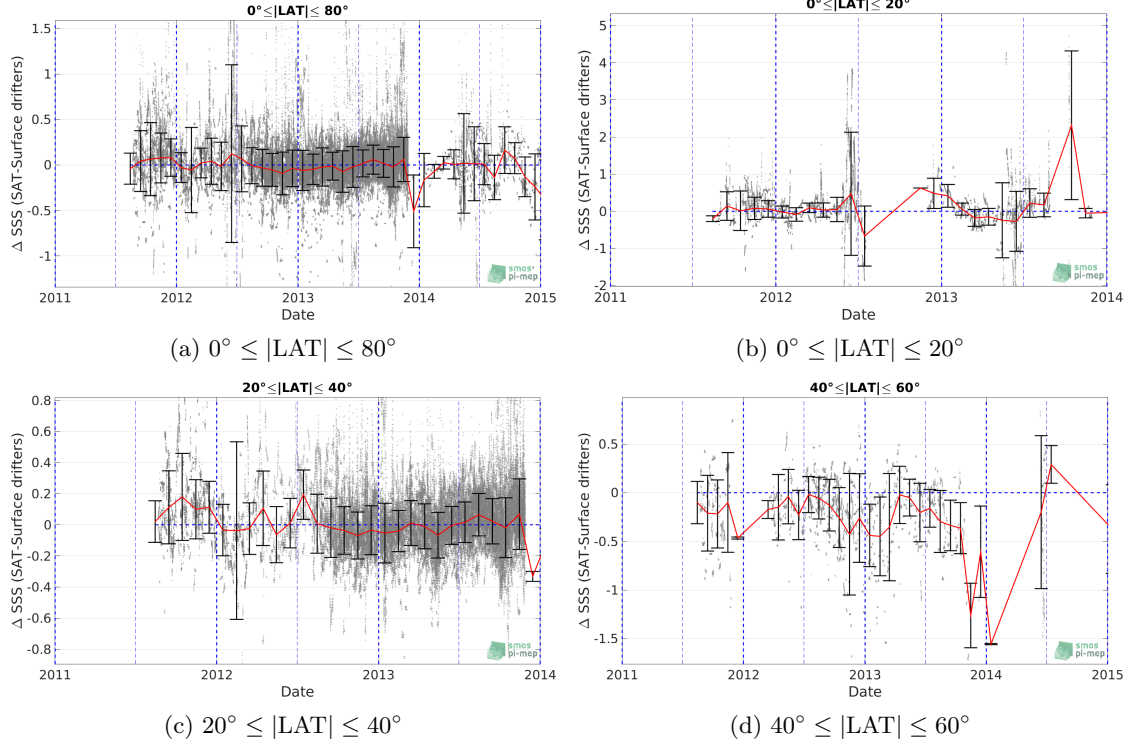 0°≤|LAT|≤ 80°
Δ SSS (SAT-Surface drifters)
1.5
1
0.5
0
-0.5
-1
2011 2012 2013 2014 2015
Date
smos
pi-mep
(a) 0° ≤ |LAT| ≤ 80°
0°≤|LAT|≤ 20°
Δ SSS (SAT-Surface drifters)
5
4
3
2
1
0
-1
-2
2011 2012 2013 2014
Date
smos
pi-mep
(b) 0° ≤ |LAT| ≤ 20°
20°≤|LAT|≤ 40°
Δ SSS (SAT-Surface drifters)
0.8
0.6
0.4
0.2
0
-0.2
-0.4
-0.6
-0.8
2011 2012 2013 2014
Date
smos
pi-mep
(c) 20° ≤ |LAT| ≤ 40°
40°≤|LAT|≤ 60°
Δ SSS (SAT-Surface drifters)
0.5
0
-0.5
-1
-1.5
2011 2012 2013 2014 2015
Date
smos
pi-mep
(d) 40° ≤ |LAT| ≤ 60°